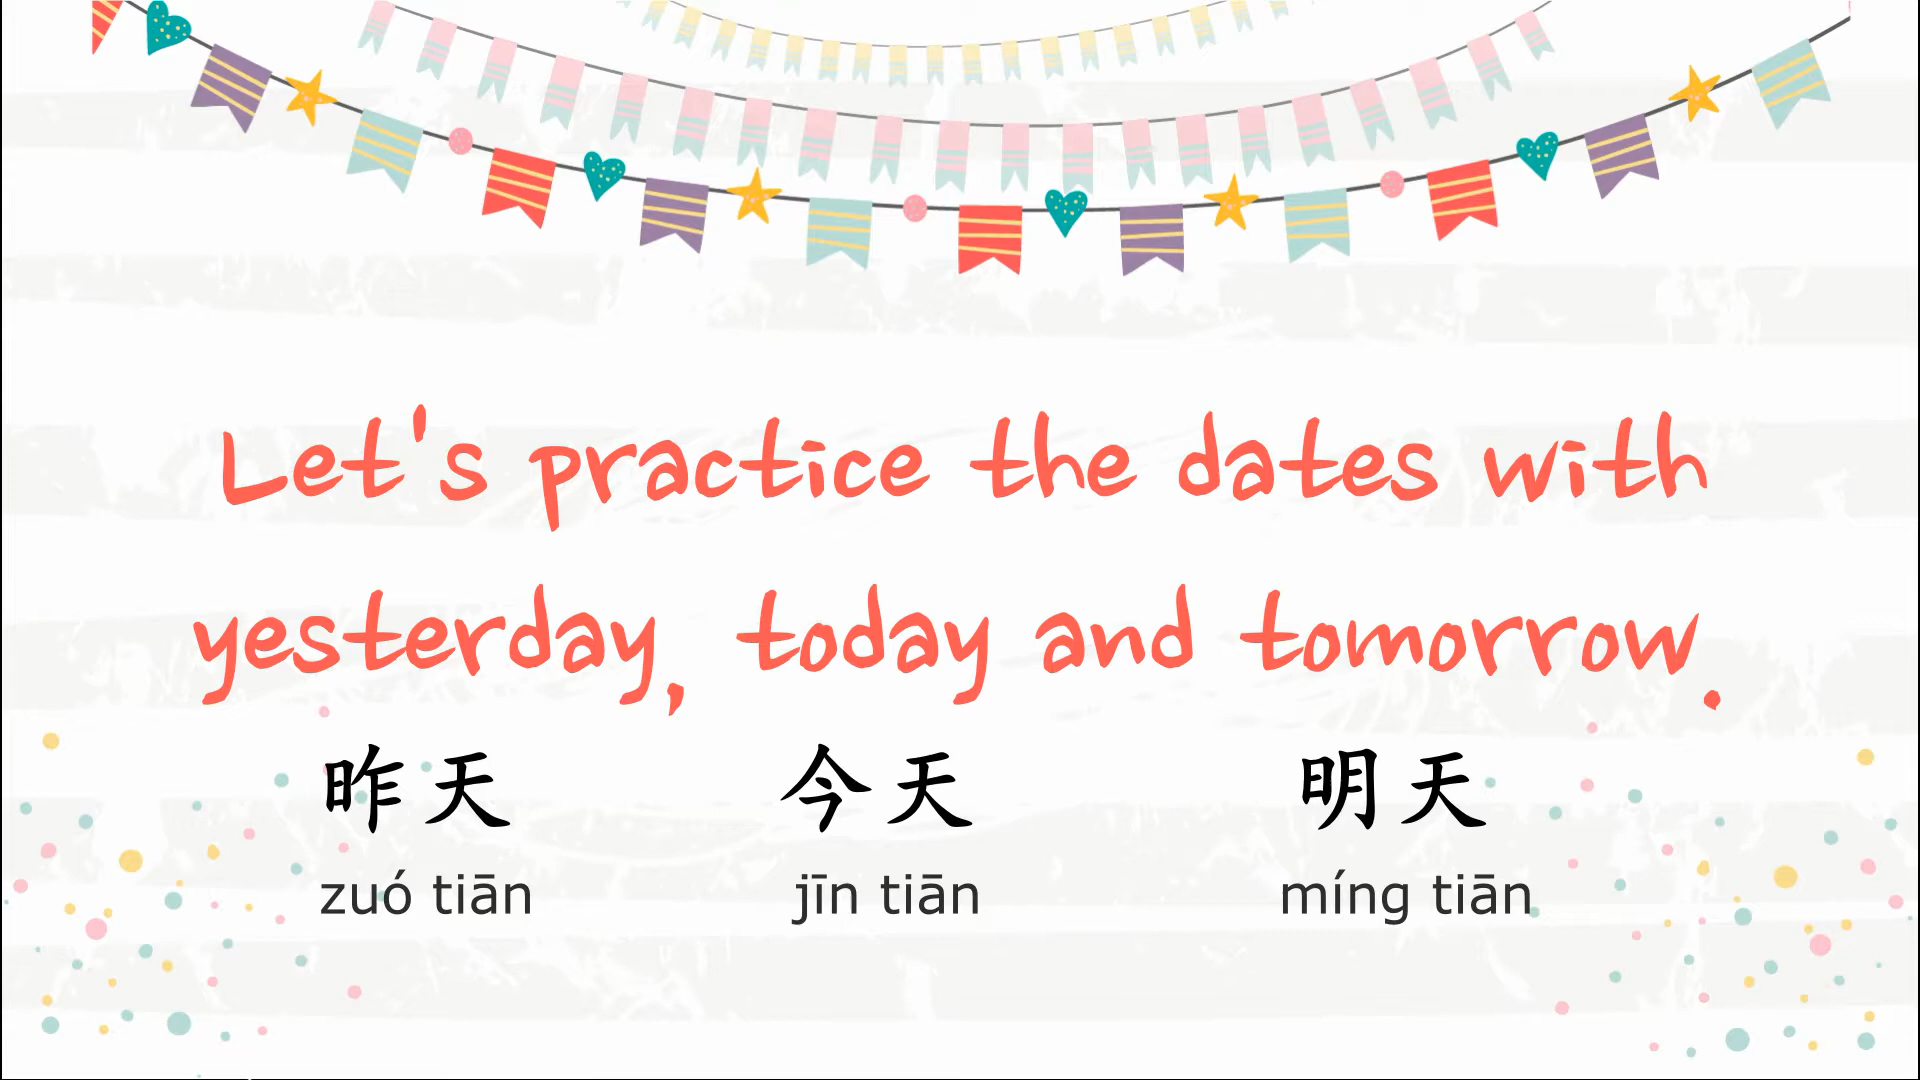 Let's practice the dates with
yesterday, today and tomorrow.
昨天 今天 明天
zuó tiān jīn tiān míng tiān